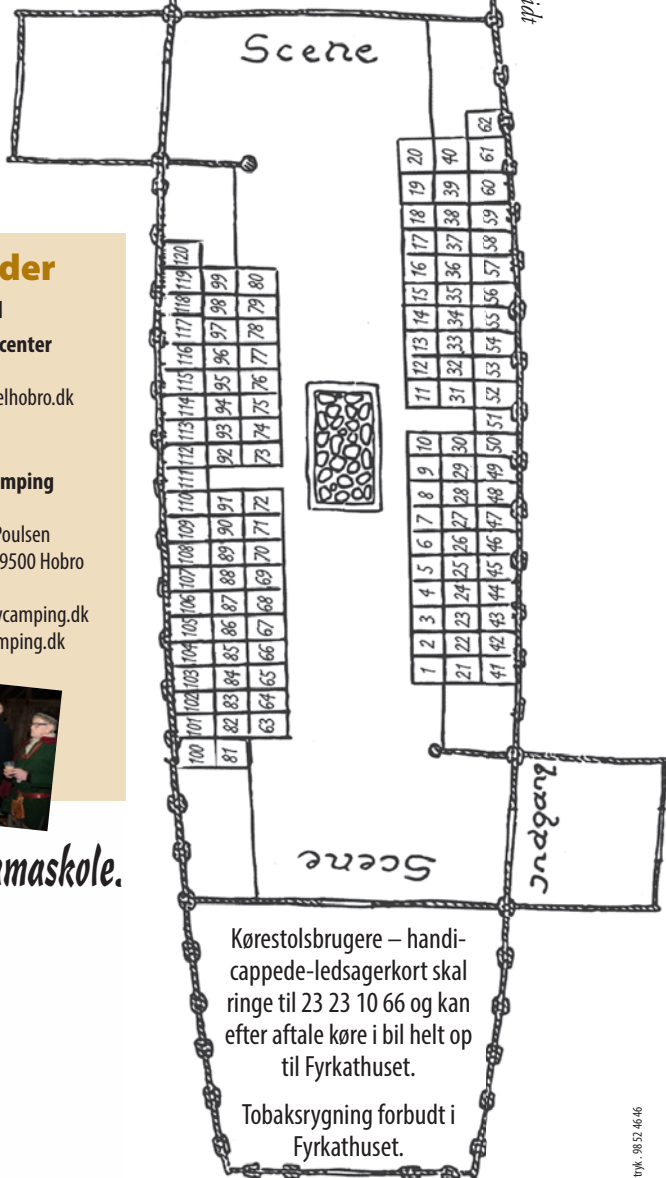 idt
Scene
der
center
elhobro.dk
mping
Poulsen
9500 Hobro
ycamping.dk
mping.dk
maskole.
120
119 99 80
118 98 79
117 97 78
116 96 77
115 95 76
114 94 75
113 93 74
112 92 73
111
110 91 72
109 90 71
108 89 70
107 88 69
106 87 68
105 86 67
104 85 66
103 84 65
102 83 64
101 82 63
100 81
62
20 40 61
19 39 60
18 38 59
17 37 58
16 36 57
15 35 56
14 34 55
13 33 54
12 32 53
11 31 52
51
10 30 50
9 29 49
8 28 48
7 27 47
6 26 46
5 25 45
4 24 44
3 23 43
2 22 42
1 21 41
Indgang
Scene
Kørestolsbrugere – handi-
cappede-ledsagerkort skal
ringe til 23 23 10 66 og kan
efter aftale køre i bil helt op
til Fyrkathuset.
Tobaksrygning forbudt i
Fyrkathuset.
tryk . 98 52 46 46